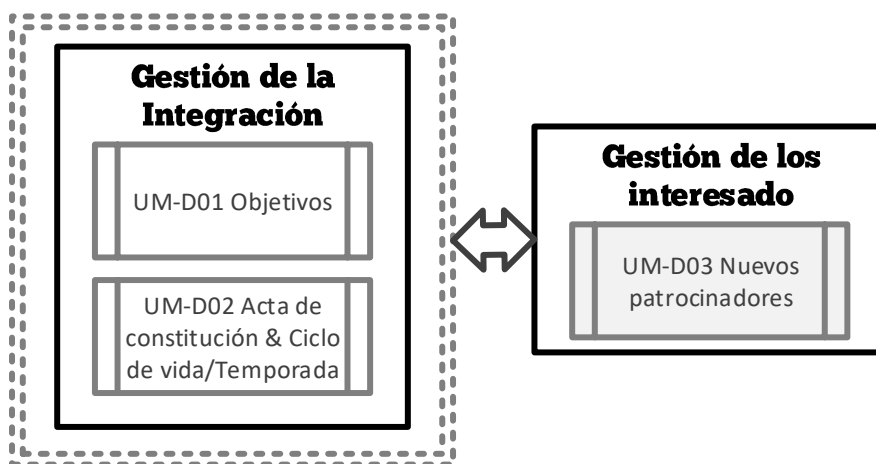 Gestión de la
Integración
UM-D01 Objetivos
UM-D02 Acta de
constitución & Ciclo
de vida/Temporada
Gestión de los
interesado
UM-D03 Nuevos
patrocinadores